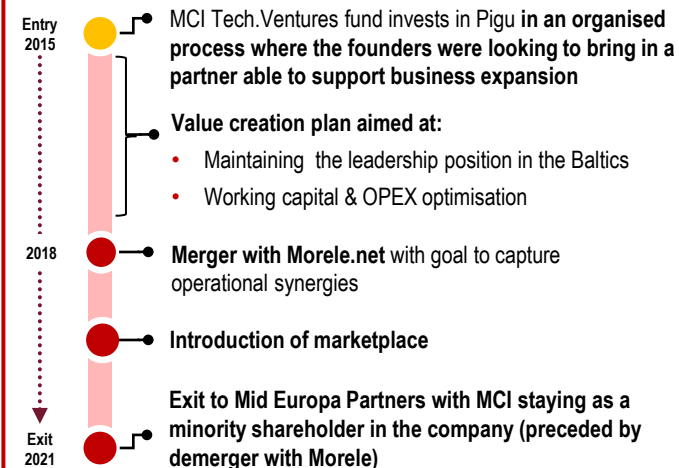 Entry
2015
MCI Tech.Ventures fund invests in Pigu in an organised
process where the founders were looking to bring in a
partner able to support business expansion
Value creation plan aimed at:
• Maintaining the leadership position in the Baltics
• Working capital & OPEX optimisation
2018
Merger with Morele.net with goal to capture
operational synergies
Introduction of marketplace
Exit
2021
Exit to Mid Europa Partners with MCI staying as a
minority shareholder in the company (preceded by
demerger with Morele)